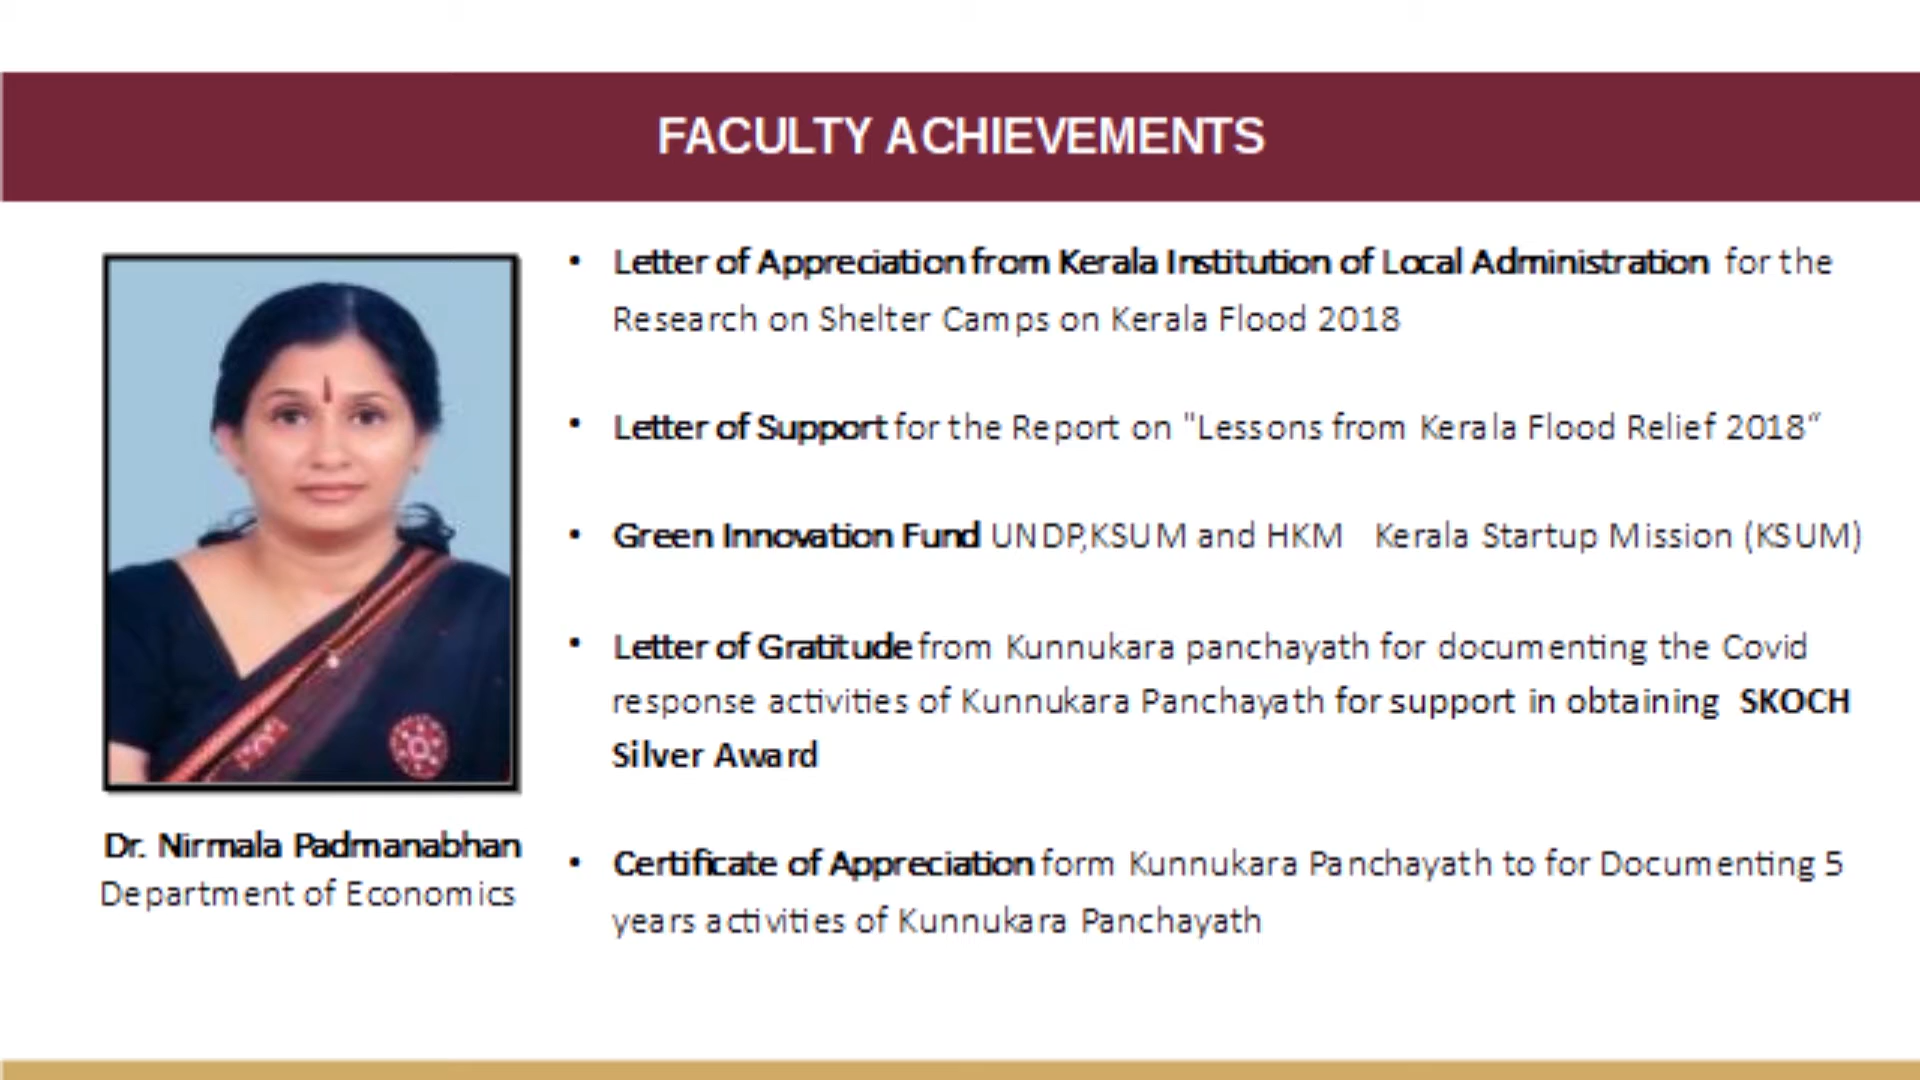 FACULTY ACHIEVEMENTS
• Letter of Appreciation from Kerala Institution of Local Administration for the
Research on Shelter Camps on Kerala Flood 2018
• Letter of Support for the Report on "Lessons from Kerala Flood Relief 2018“
• Green Innovation Fund UNDP,KSUM and HKM Kerala Startup Mission (KSUM)
• Letter of Gratitude from Kunnukara panchayath for documenting the Covid
response activities of Kunnukara Panchayath for support in obtaining SKOCH
Silver Award
• Certificate of Appreciation form Kunnukara Panchayath to for Documenting 5
years activities of Kunnukara Panchayath
Dr. Nirmala Padmanabhan
Department of Economics